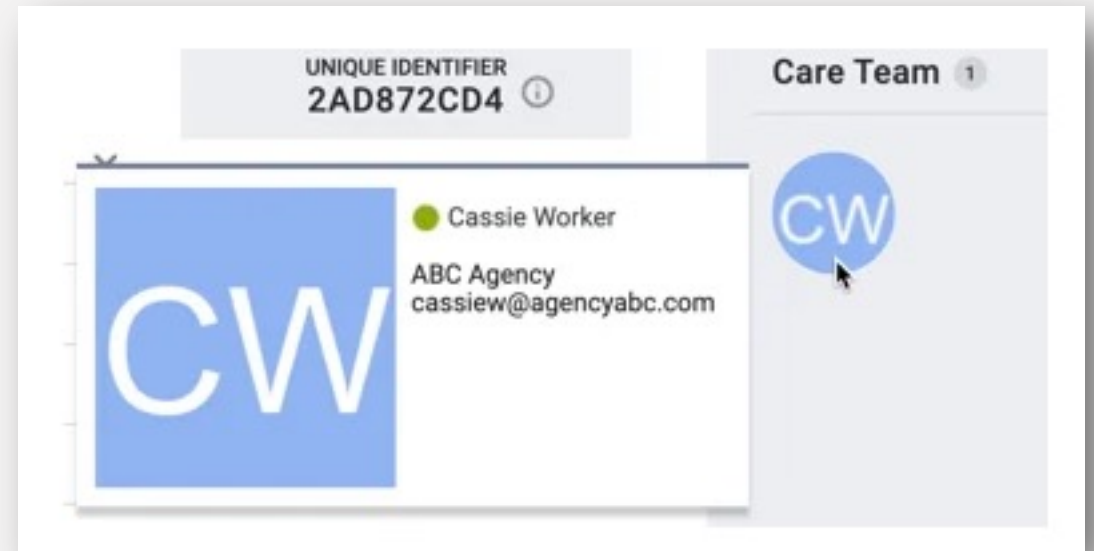 UNIQUE IDENTIFIER
2AD872CD4
Care Team 1
CW
Cassie Worker
ABC Agency
cassiew@agencyabc.com
CW